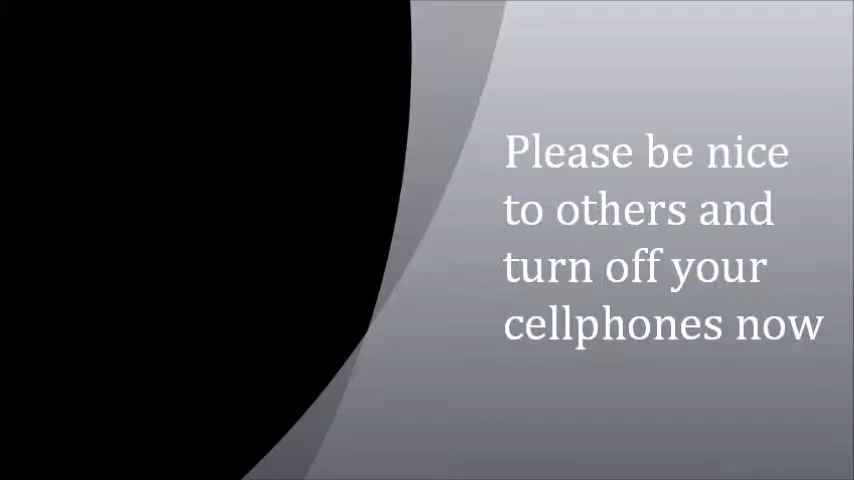 Please be nice
to others and
turn off your
cellphones now